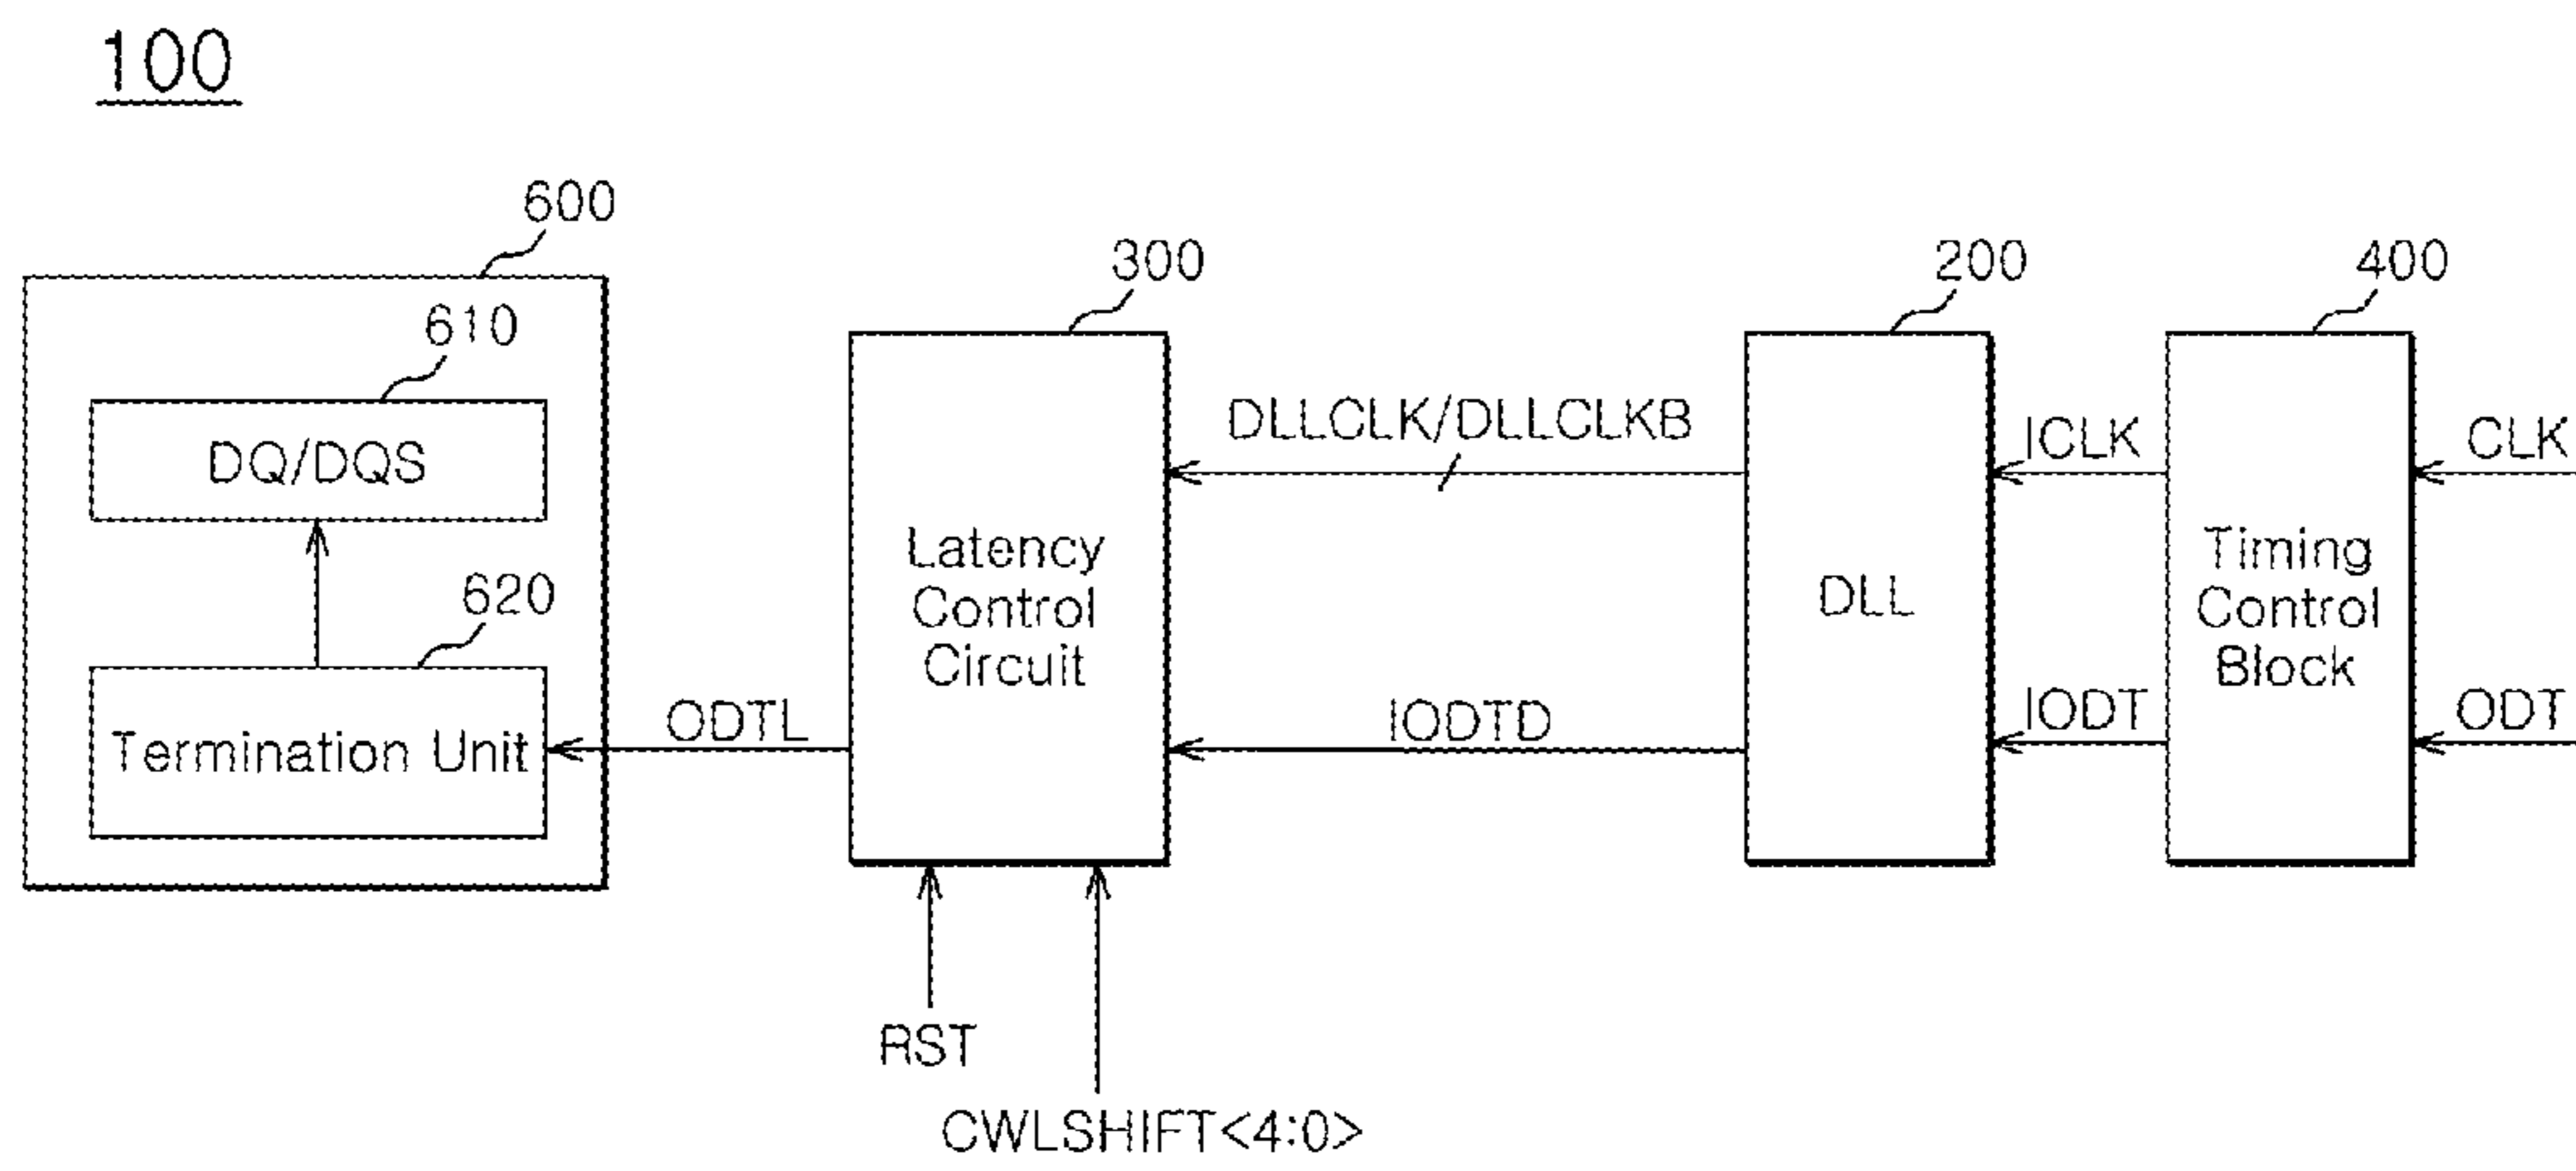 100
600
610
DQ/DQS
620
Termination Unit
ODTL
300
Latency
Control
Circuit
RST
CWLSHIFT<4:0>
DLLCLK/DLLCLKB
IODTD
200
DLL
ICLK
IODT
400
Timing
Control
Block
CLK
ODT